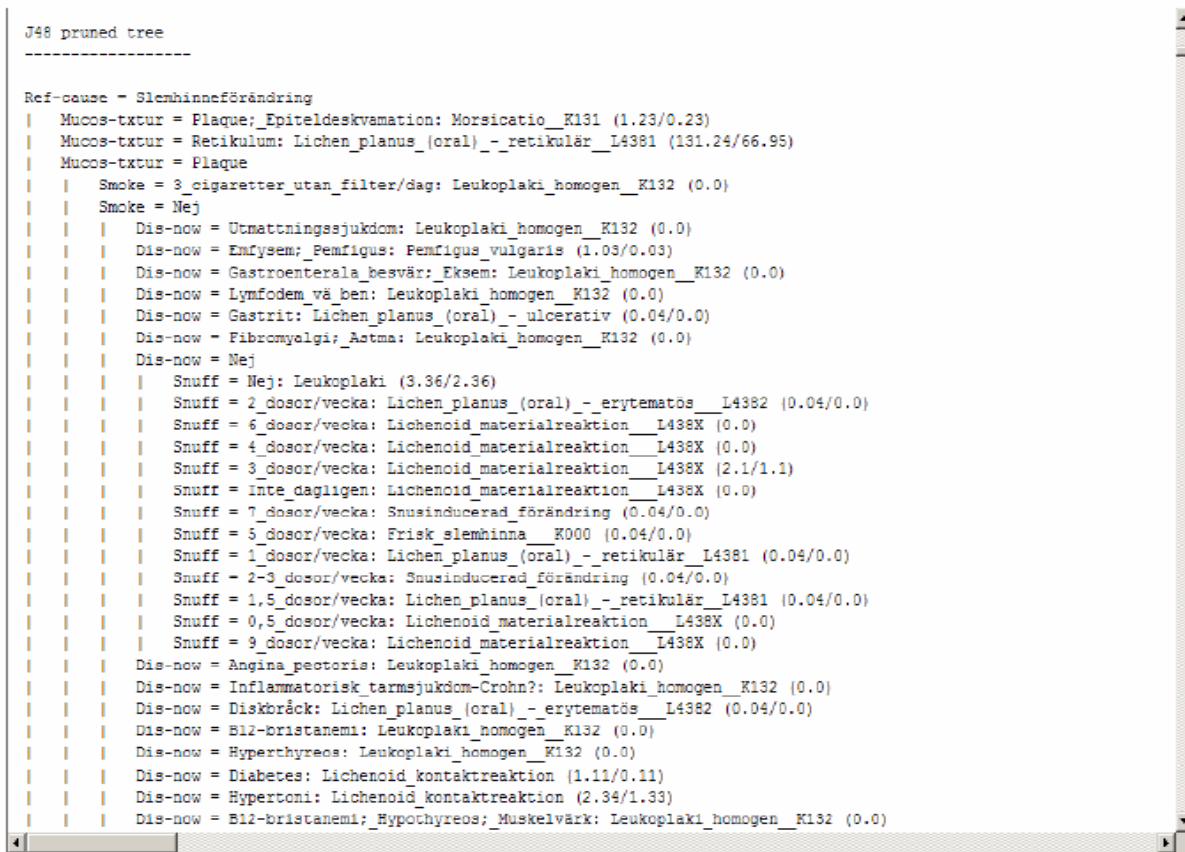 J48 pruned tree
------------------
Ref-cause = Slemhinneförändring
|   Mucos-txtur = Plaque;_Epiteldeskvamation: Morsicatio__K131 (1.23/0.23)
|   Mucos-txtur = Retikulum: Lichen_planus_(oral)_-_retikulär__L4381 (131.24/66.95)
|   Mucos-txtur = Plaque
|   |   Smoke = 3_cigaretter_utan_filter/dag: Leukoplaki_homogen__K132 (0.0)
|   |   Smoke = Nej
|   |   |   Dis-now = Utmattningssjukdom: Leukoplaki_homogen__K132 (0.0)
|   |   |   Dis-now = Emfysem;_Pemfigus: Pemfigus_vulgaris (1.03/0.03)
|   |   |   Dis-now = Gastroenterala_besvär;_Eksem: Leukoplaki_homogen__K132 (0.0)
|   |   |   Dis-now = Lymfodem_vä_ben: Leukoplaki_homogen__K132 (0.0)
|   |   |   Dis-now = Gastrit: Lichen_planus_(oral)_-_ulcerativ (0.04/0.0)
|   |   |   Dis-now = Fibromyalgi;_Astma: Leukoplaki_homogen__K132 (0.0)
|   |   |   Dis-now = Nej
|   |   |   |   Snuff = Nej: Leukoplaki (3.36/2.36)
|   |   |   |   Snuff = 2_dosor/vecka: Lichen_planus_(oral)_-_erytematös___L4382 (0.04/0.0)
|   |   |   |   Snuff = 6_dosor/vecka: Lichenoid_materialreaktion___L438X (0.0)
|   |   |   |   Snuff = 4_dosor/vecka: Lichenoid_materialreaktion___L438X (0.0)
|   |   |   |   Snuff = 3_dosor/vecka: Lichenoid_materialreaktion___L438X (2.1/1.1)
|   |   |   |   Snuff = Inte_dagligen: Lichenoid_materialreaktion___L438X (0.0)
|   |   |   |   Snuff = 7_dosor/vecka: Snusinducerad_förändring (0.04/0.0)
|   |   |   |   Snuff = 5_dosor/vecka: Frisk_slemhinna___K000 (0.04/0.0)
|   |   |   |   Snuff = 1_dosor/vecka: Lichen_planus_(oral)_-_retikulär__L4381 (0.04/0.0)
|   |   |   |   Snuff = 2-3_dosor/vecka: Snusinducerad_förändring (0.04/0.0)
|   |   |   |   Snuff = 1,5_dosor/vecka: Lichen_planus_(oral)_-_retikulär__L4381 (0.04/0.0)
|   |   |   |   Snuff = 0,5_dosor/vecka: Lichenoid_materialreaktion___L438X (0.0)
|   |   |   |   Snuff = 9_dosor/vecka: Lichenoid_materialreaktion___L438X (0.0)
|   |   |   Dis-now = Angina_pectoris: Leukoplaki_homogen__K132 (0.0)
|   |   |   Dis-now = Inflammatorisk_tarmsjukdom-Crohn?: Leukoplaki_homogen__K132 (0.0)
|   |   |   Dis-now = Diskbråck: Lichen_planus_(oral)_-_erytematös___L4382 (0.04/0.0)
|   |   |   Dis-now = B12-bristanemi: Leukoplaki_homogen__K132 (0.0)
|   |   |   Dis-now = Hyperthyreos: Leukoplaki_homogen__K132 (0.0)
|   |   |   Dis-now = Diabetes: Lichenoid_kontaktreaktion (1.11/0.11)
|   |   |   Dis-now = Hypertoni: Lichenoid_kontaktreaktion (2.34/1.33)
|   |   |   Dis-now = B12-bristanemi;_Hypothyreos;_Muskelvärk: Leukoplaki_homogen__K132 (0.0)